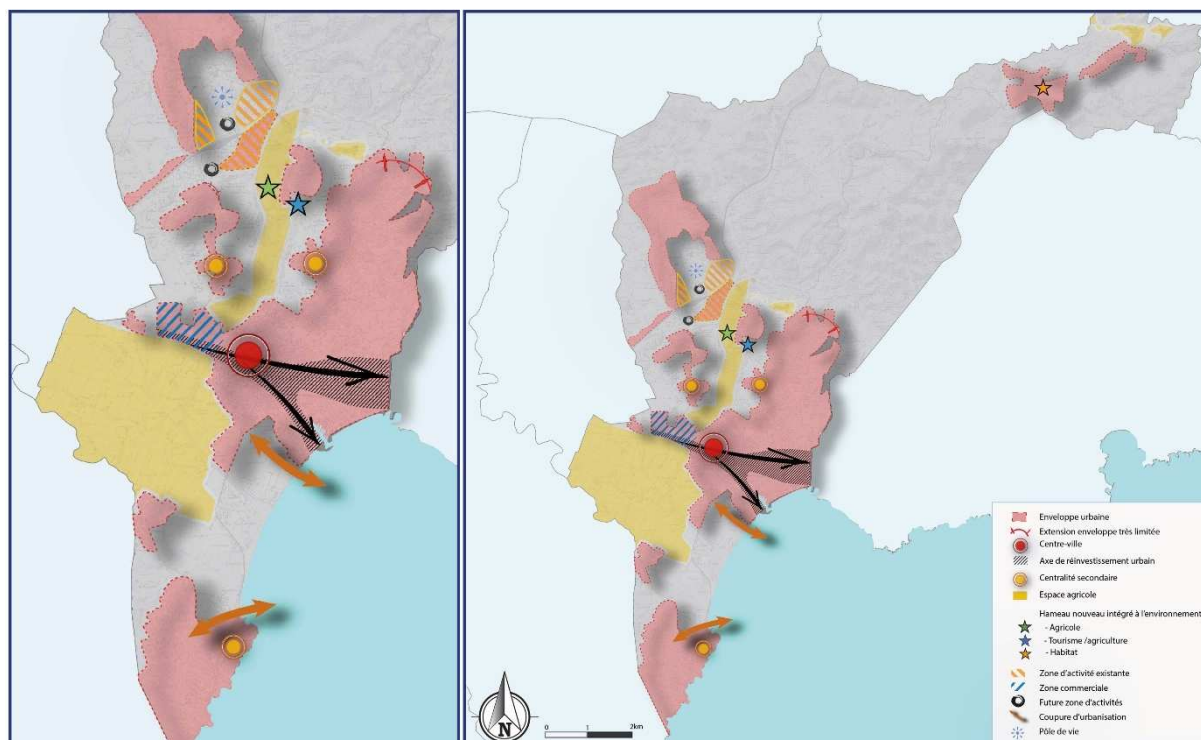 Enveloppe urbaine
Extension enveloppe très limitée
Centre-ville
Axe de réinvestissement urbain
Centralité secondaire
Espace agricole
Hameau nouveau intégré à l'environnement
- Agricole
- Tourisme /agriculture
- Habitat
Zone d'activité existante
Zone commerciale
Future zone d'activités
Coupure d'urbanisation
Pôle de vie
N
0 1 2km